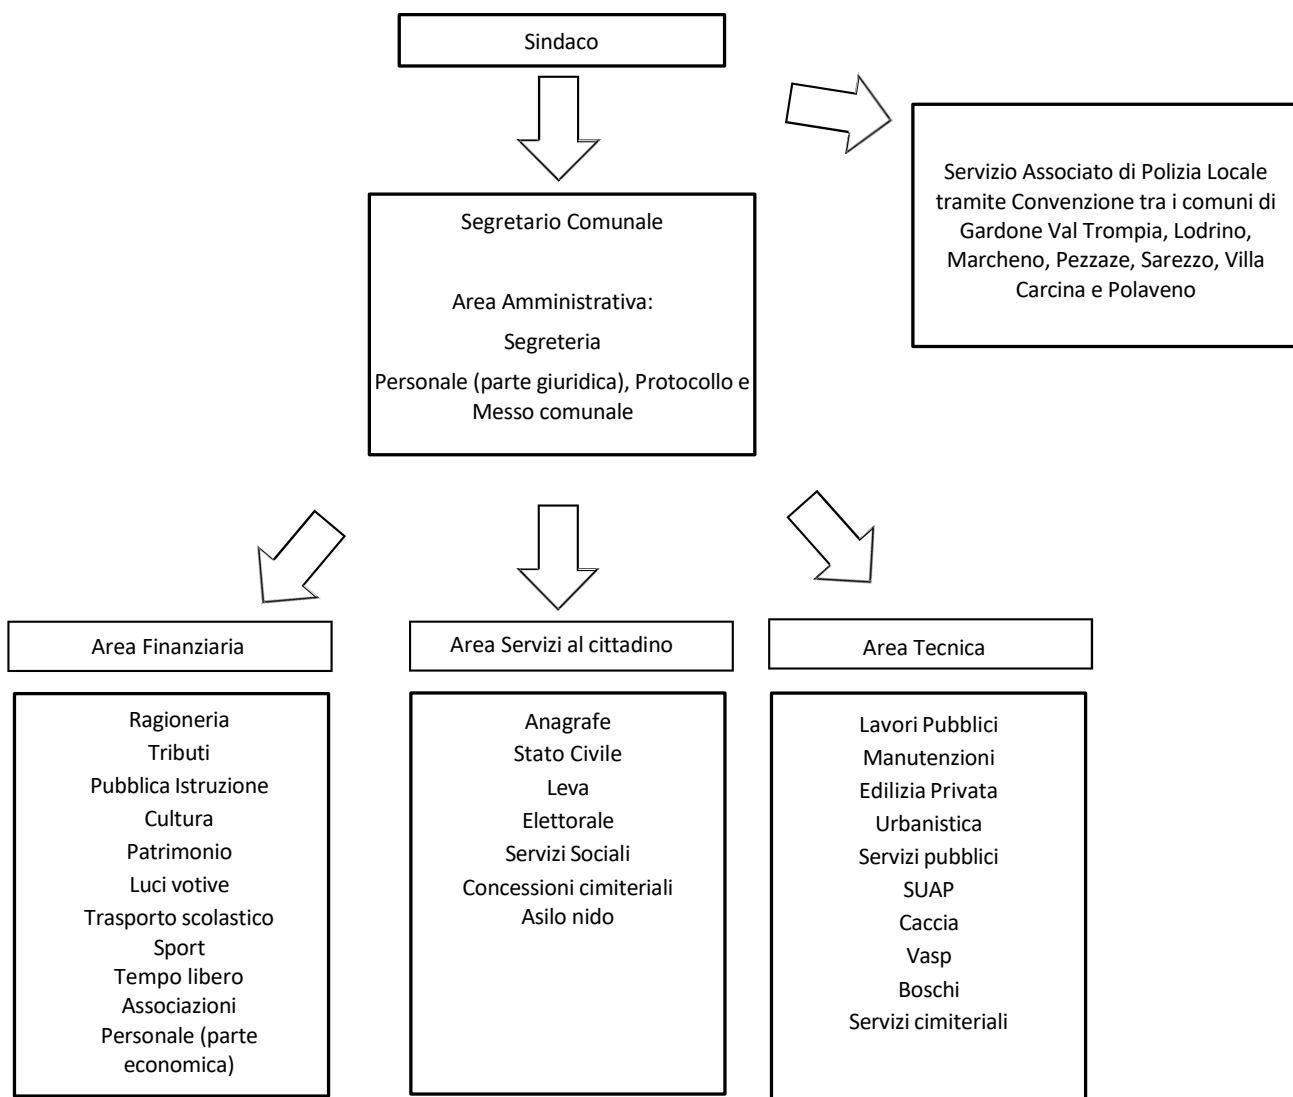 Sindaco
Servizio Associato di Polizia Locale
tramite Convenzione tra i comuni di
Gardone Val Trompia, Lodrino,
Marcheno, Pezzaze, Sarezzo, Villa
Carcina e Polaveno
Segretario Comunale
Area Amministrativa:
Segreteria
Personale (parte giuridica), Protocollo e
Messo comunale
Area Finanziaria
Ragioneria
Tributi
Pubblica Istruzione
Cultura
Patrimonio
Luci votive
Trasporto scolastico
Sport
Tempo libero
Associazioni
Personale (parte
economica)
Area Servizi al cittadino
Anagrafe
Stato Civile
Leva
Elettorale
Servizi Sociali
Concessioni cimiteriali
Asilo nido
Area Tecnica
Lavori Pubblici
Manutenzioni
Edilizia Privata
Urbanistica
Servizi pubblici
SUAP
Caccia
Vasp
Boschi
Servizi cimiteriali